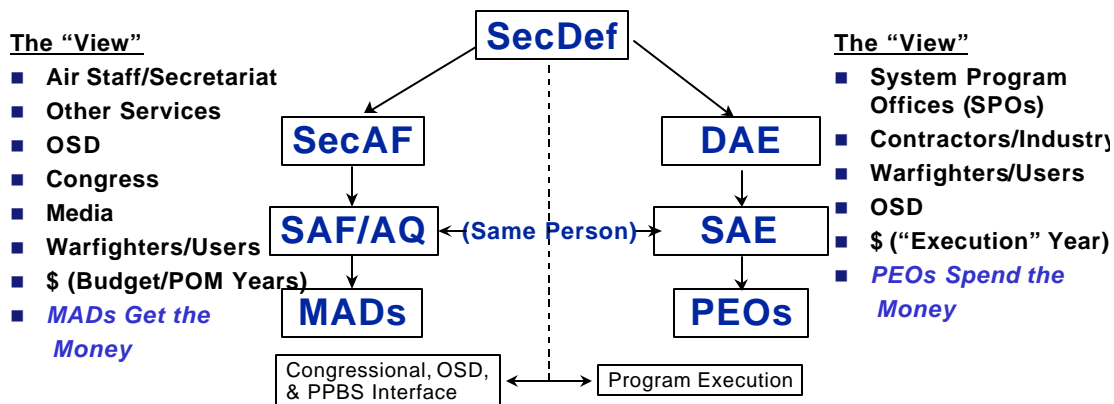 SecDef
The “View”
■ Air Staff/Secretariat
■ Other Services
■ OSD
■ Congress
■ Media
■ Warfighters/Users
■ $ (Budget/POM Years)
■ MADs Get the
Money
SecAF
SAF/AQ
MADs
(Same Person)
DAE
SAE
PEOs
The “View”
■ System Program
Offices (SPOs)
■ Contractors/Industry
■ Warfighters/Users
■ OSD
■ $ (“Execution” Year)
■ PEOs Spend the
Money
Congressional, OSD,
& PPBS Interface
Program Execution